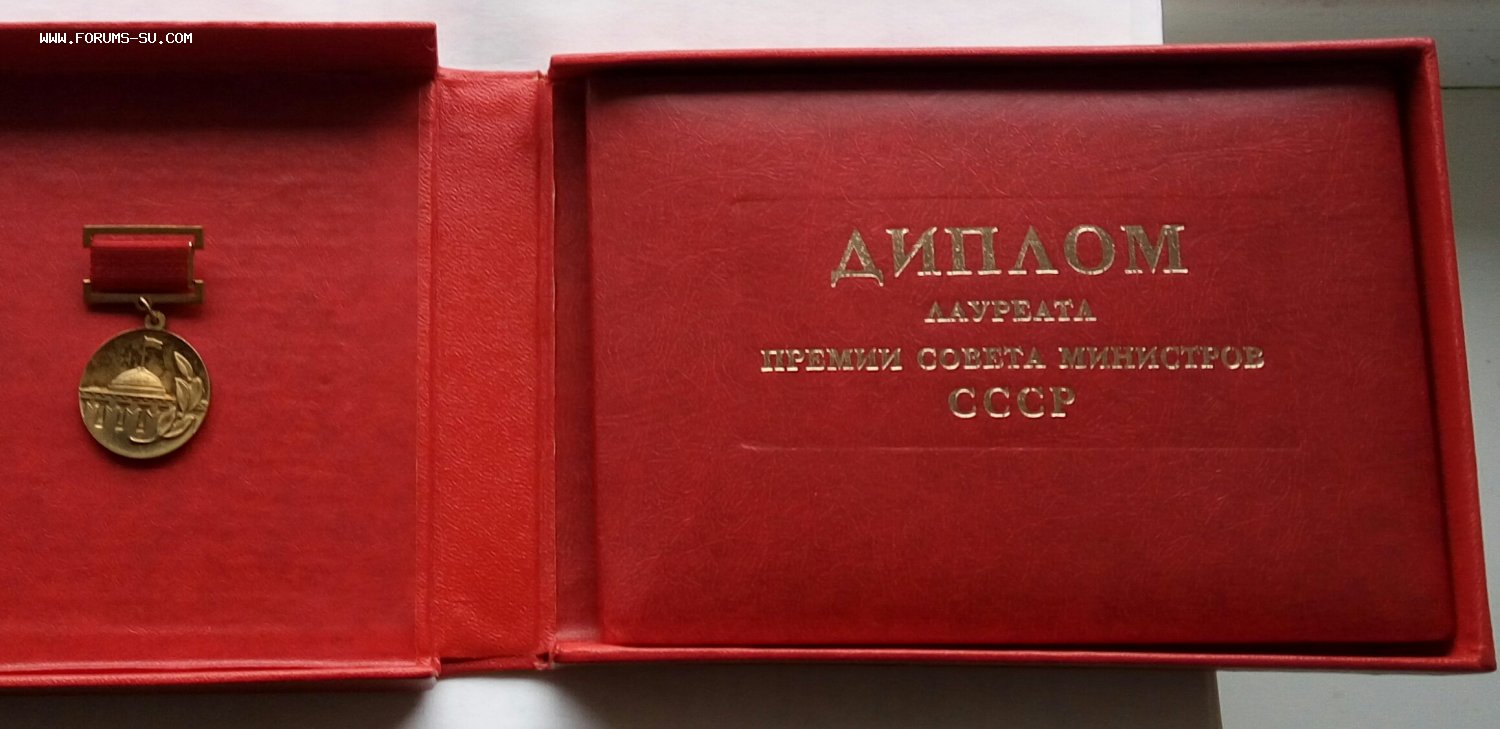 WWW.FORUMS-SU.COM
ДИПЛОМ
ЛАУРЕАТА
ПРЕМИИ СОВЕТА МИНИСТРОВ
СССР